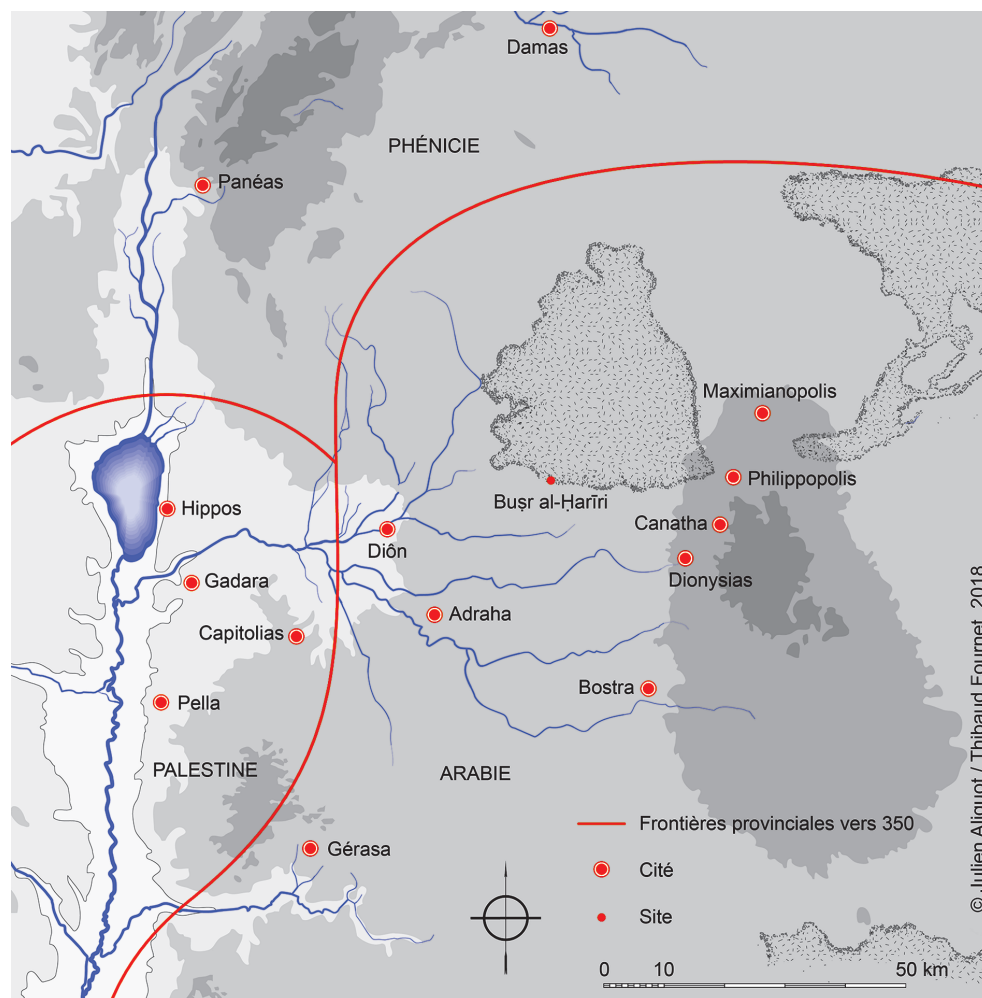 Damas
PHÉNICIE
Panéas
Maximianopolis
Philippopolis
Buṣr al-Ḥarīri
Hippos
Canatha
Diôn
Dionysias
Gadara
Adraha
Capitolias
Bostra
Pella
PALESTINE
ARABIE
Frontières provinciales vers 350
Gérasa
Cité
Site
0 10 50 km
© Julien Aliquot / Thibaud Fournet, 2018